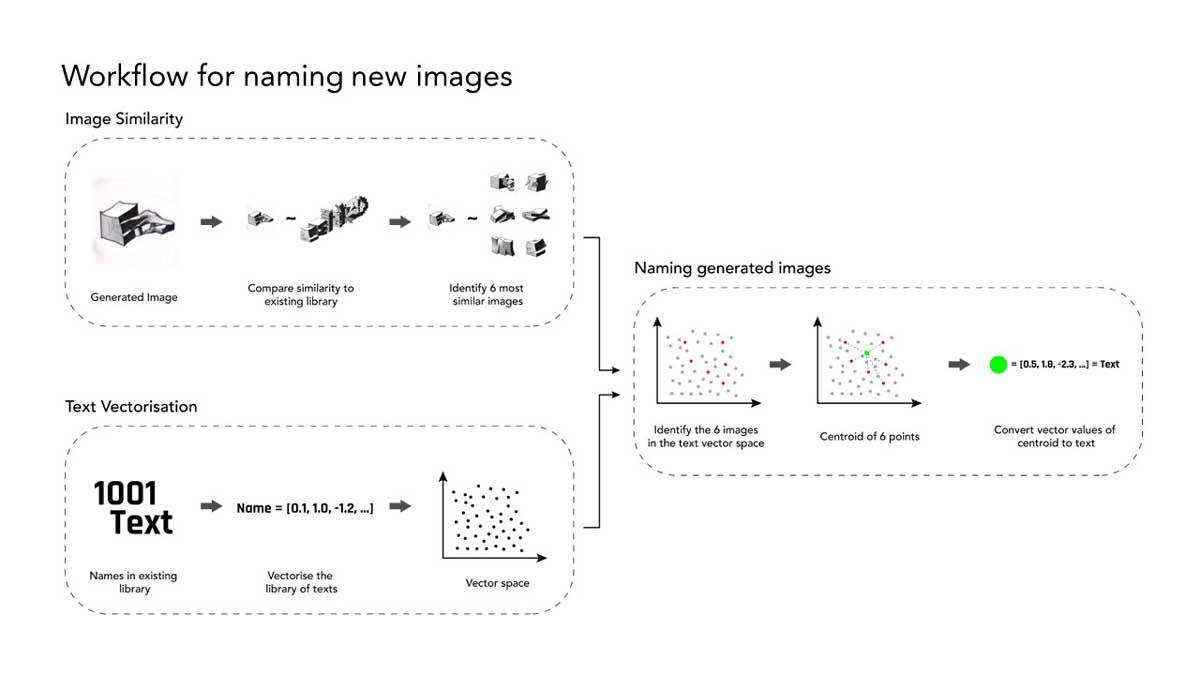 Workflow for naming new images
Image Similarity
Generated Image
~
Compare similarity to
existing library
~
Identify 6 most
similar images
Text Vectorisation
1001
Text
Names in existing
library
Name = [0.1, 1.0, -1.2, ...]
Vectorise the
library of texts
Vector space
Naming generated images
Identify the 6 images
in the text vector space
Centroid of 6 points
= [0.5, 1.8, -2.3, ...] = Text
Convert vector values of
centroid to text